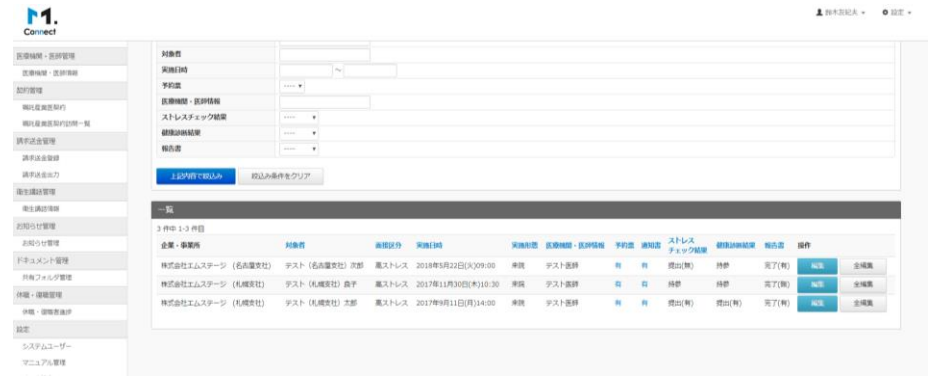 M.
Connect
鈴木友紀夫
設定
医療機関・医師管理
医療機関・医師情報
契約管理
嘱託産業医契約
嘱託産業医契約訪問一覧
請求送金管理
請求送金登録
請求送金出力
衛生講話管理
衛生講話情報
お知らせ管理
お知らせ管理
ドキュメント管理
共有フォルダ管理
休職・復職管理
休職・復職者進捗
設定
システムユーザー
マニュアル管理
対象者
実施日時 ～
予約票 ----
医療機関・医師情報
ストレスチェック結果 ----
健康診断結果 ----
報告書 ----
上記内容で絞込み 絞込み条件をクリア
一覧
3 件中 1-3 件目
企業・事業所 対象者 面接区分 実施日時 実施形態 医療機関・医師情報 予約票 通知書 ストレスチェック結果 健康診断結果 報告書 操作
株式会社エムステージ （名古屋支社） テスト（名古屋支社）次郎 高ストレス 2018年5月22日(火)09:00 来院 テスト医師 有 有 提出(無) 持参 完了(有) 編集 全編集
株式会社エムステージ （札幌支社） テスト（札幌支社）良子 高ストレス 2017年11月30日(木)10:30 来院 テスト医師 有 有 持参 持参 完了(無) 編集 全編集
株式会社エムステージ （札幌支社） テスト（札幌支社）太郎 高ストレス 2017年9月11日(月)14:00 来院 テスト医師 有 有 提出(有) 提出(有) 完了(有) 編集 全編集